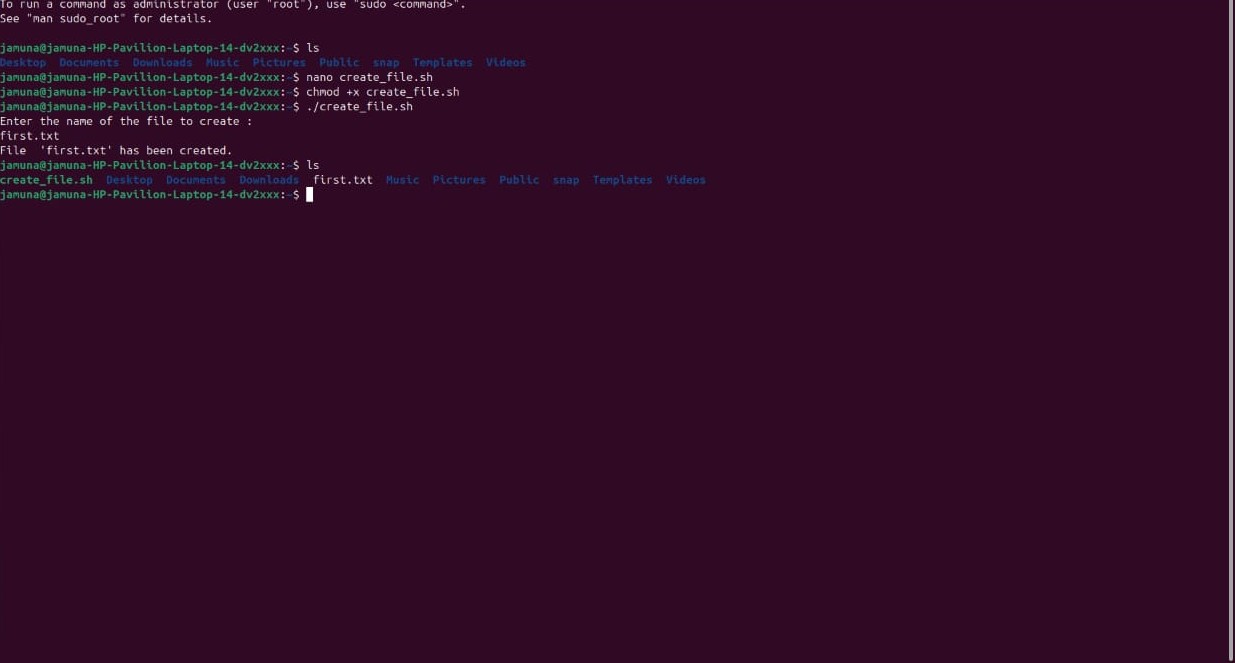 To run a command as administrator (user "root"), use "sudo <command>".
See "man sudo_root" for details.
jamuna@jamuna-HP-Pavilion-Laptop-14-dv2xxx:~$ ls
Desktop  Documents  Downloads  Music  Pictures  Public  snap  Templates  Videos
jamuna@jamuna-HP-Pavilion-Laptop-14-dv2xxx:~$ nano create_file.sh
jamuna@jamuna-HP-Pavilion-Laptop-14-dv2xxx:~$ chmod +x create_file.sh
jamuna@jamuna-HP-Pavilion-Laptop-14-dv2xxx:~$ ./create_file.sh
Enter the name of the file to create :
first.txt
File  'first.txt' has been created.
jamuna@jamuna-HP-Pavilion-Laptop-14-dv2xxx:~$ ls
create_file.sh  Desktop  Documents  Downloads  first.txt  Music  Pictures  Public  snap  Templates  Videos
jamuna@jamuna-HP-Pavilion-Laptop-14-dv2xxx:~$